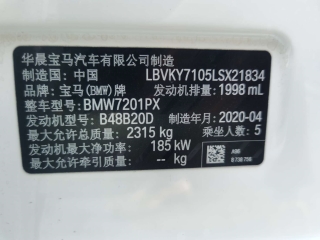 华晨宝马汽车有限公司制造
制造国：中国 LBVKY7105LSX21834
品牌：宝马(BMW)牌 发动机排量：1998 mL
整车型号：BMW7201PX
发动机型号：B48B20D 制造年月：2020-04
最大允许总质量：2315 kg 乘坐人数：5
发动机最大净功率：185 kW
最大允许牵引质量：-- kg